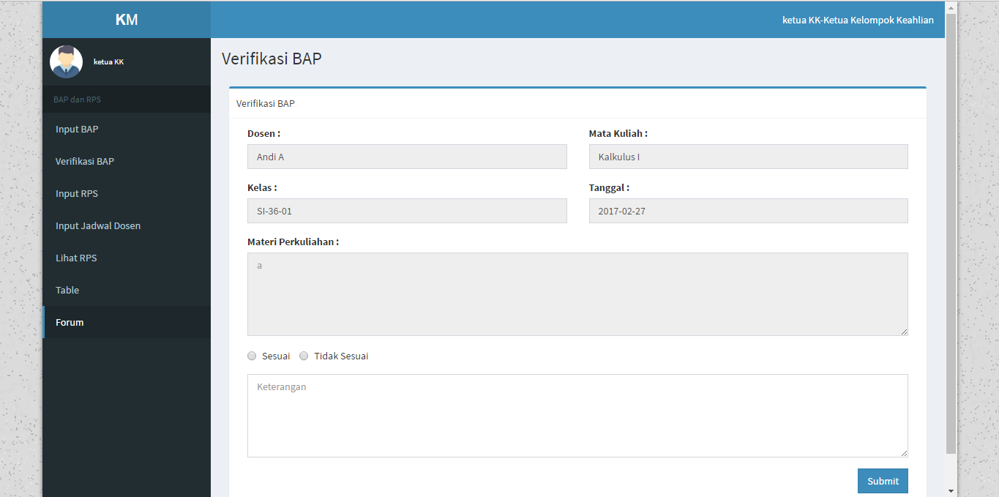 KM
ketua KK-Ketua Kelompok Keahlian
ketua KK
BAP dan RPS
Input BAP
Verifikasi BAP
Input RPS
Input Jadwal Dosen
Lihat RPS
Table
Forum
Verifikasi BAP
Verifikasi BAP
Dosen :
Andi A
Mata Kuliah :
Kalkulus I
Kelas :
SI-36-01
Tanggal :
2017-02-27
Materi Perkuliahan :
a
Sesuai Tidak Sesuai
Keterangan
Submit